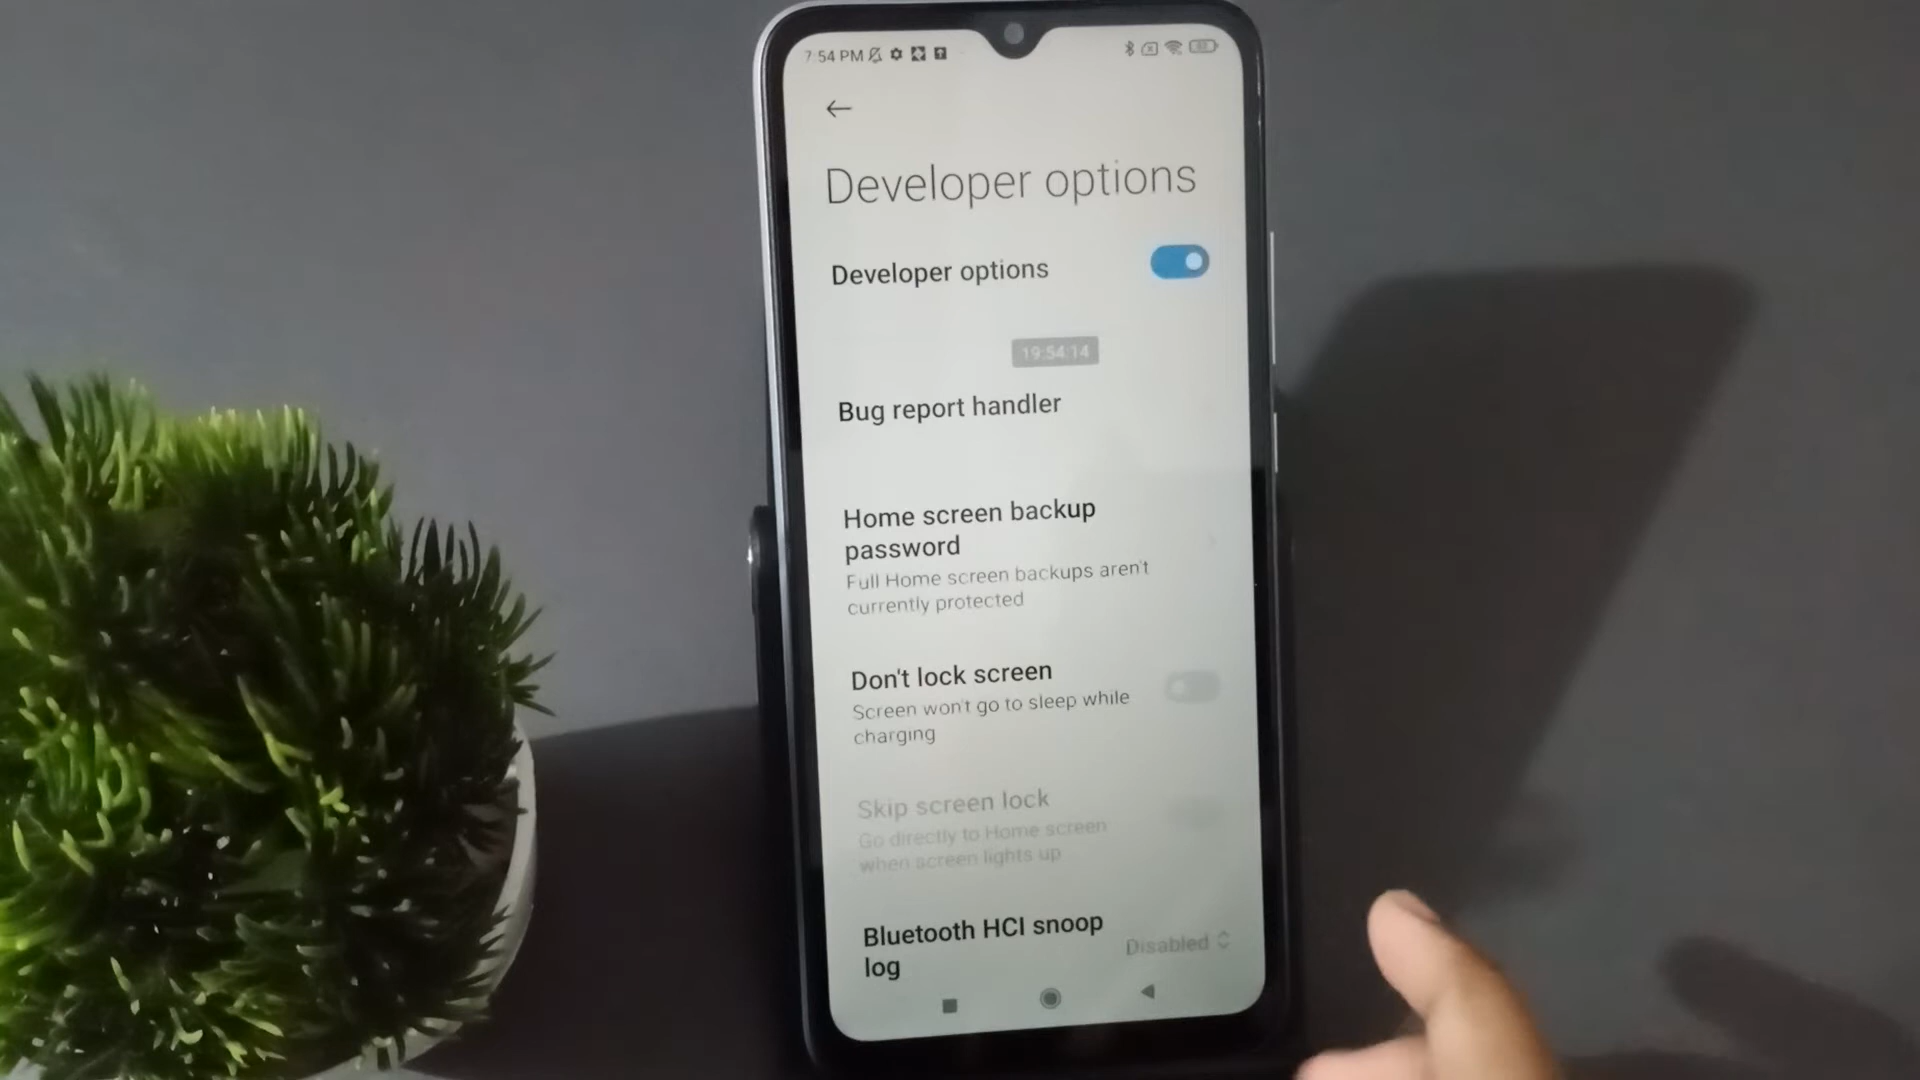 7:54 PM
Developer options
Developer options
19:54:14
Bug report handler
Home screen backup
password
Full Home screen backups aren't
currently protected
Don't lock screen
Screen won't go to sleep while
charging
Skip screen lock
Go directly to Home screen
when screen lights up
Bluetooth HCI snoop
log
Disabled